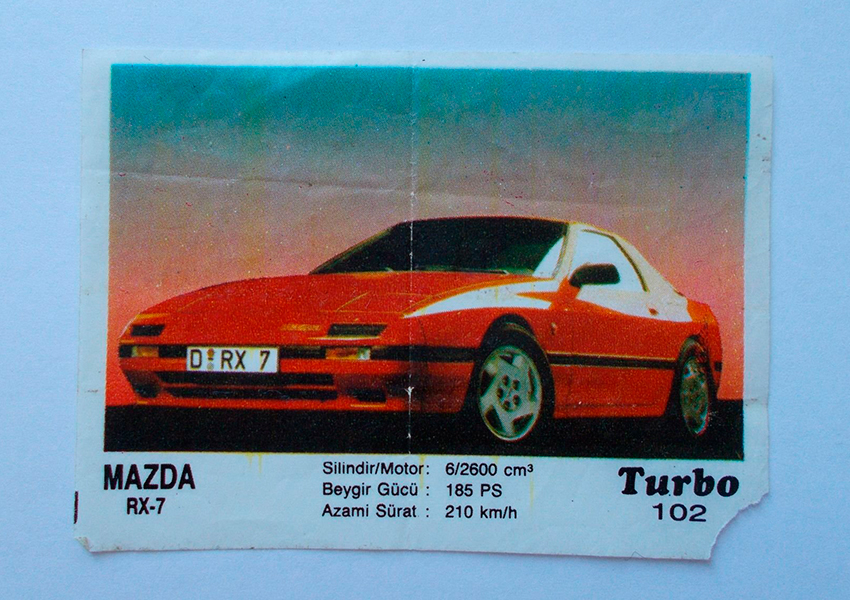 D RX 7
MAZDA
RX-7
Silindir/Motor: 6/2600 cm³
Beygir Gücü : 185 PS
Azami Sürat : 210 km/h
Turbo
102